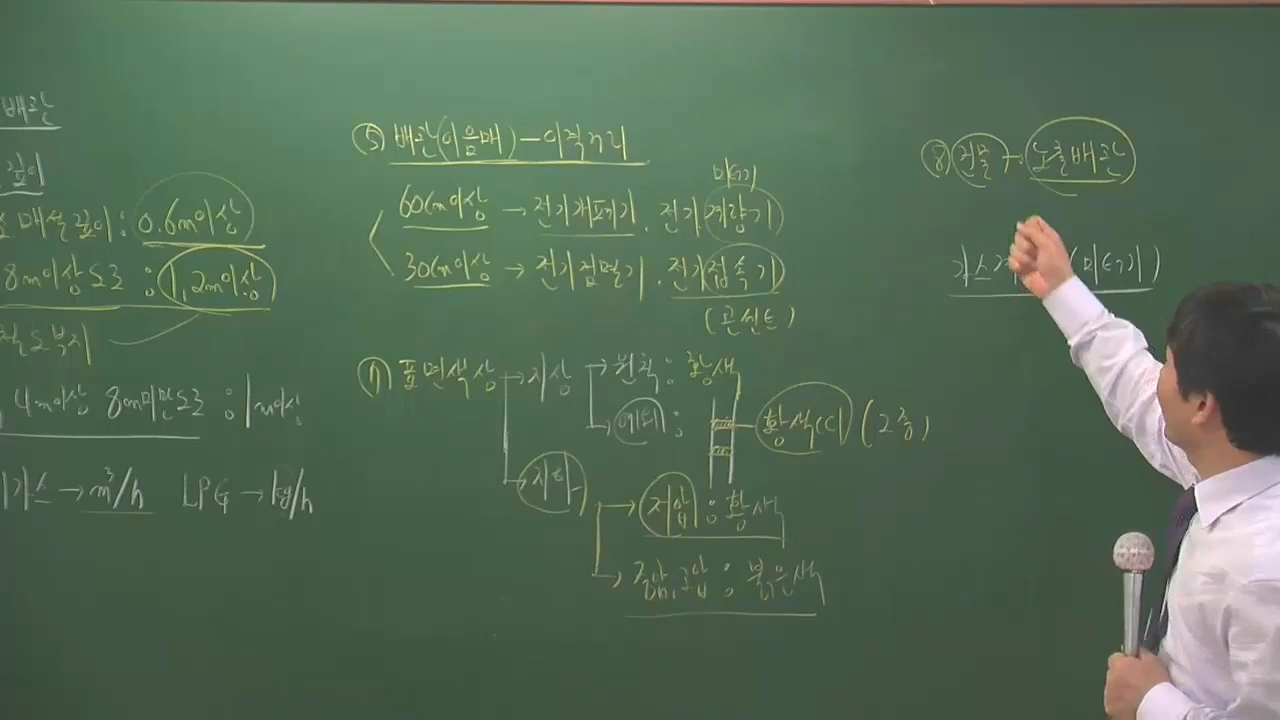 배관
깊이
매설깊이: 0.6m이상
8m이상도로 : 1,2m이상
4m이상 8m미만도로 : 1m이상
가스 → m³/h LPG → kg/h
⑤ 배관(이음매) - 이격거리
60cm이상 → 전기개폐기. 전기계량기
미터기
30cm이상 → 전기점멸기. 전기접속기
(콘센트)
⑦ 표면색상 → 지상 → 원칙: 황색
→ 예외: 황색띠 (2중)
→ 지하 → 저압: 황색
→ 중압, 고압: 붉은색
⑧ 건물 노출배관
가스 (미터기)